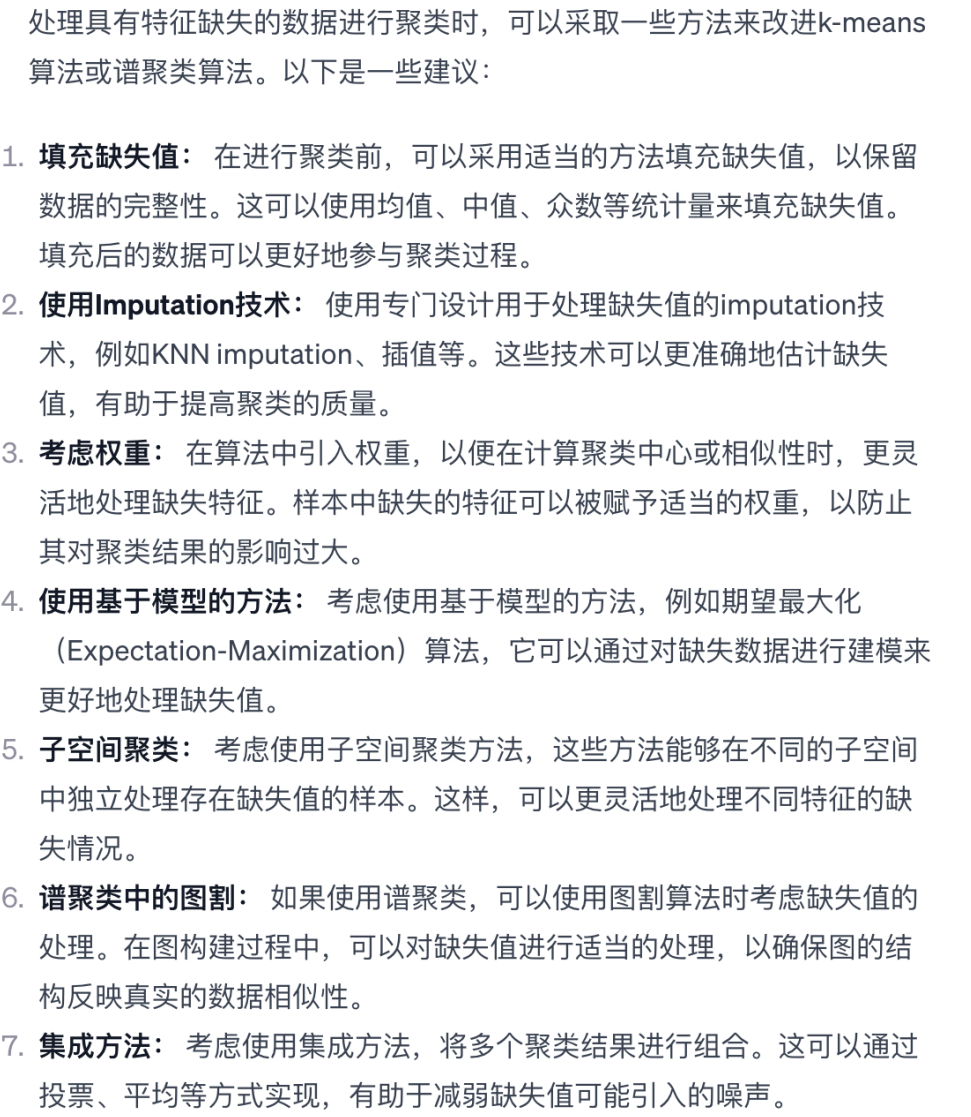 处理具有特征缺失的数据进行聚类时，可以采取一些方法来改进k-means
算法或谱聚类算法。以下是一些建议：
1. 填充缺失值： 在进行聚类前，可以采用适当的方法填充缺失值，以保留
数据的完整性。这可以使用均值、中值、众数等统计量来填充缺失值。
填充后的数据可以更好地参与聚类过程。
2. 使用Imputation技术： 使用专门设计用于处理缺失值的imputation技
术，例如KNN imputation、插值等。这些技术可以更准确地估计缺失
值，有助于提高聚类的质量。
3. 考虑权重： 在算法中引入权重，以便在计算聚类中心或相似性时，更灵
活地处理缺失特征。样本中缺失的特征可以被赋予适当的权重，以防止
其对聚类结果的影响过大。
4. 使用基于模型的方法： 考虑使用基于模型的方法，例如期望最大化
（Expectation-Maximization）算法，它可以通过对缺失数据进行建模来
更好地处理缺失值。
5. 子空间聚类： 考虑使用子空间聚类方法，这些方法能够在不同的子空间
中独立处理存在缺失值的样本。这样，可以更灵活地处理不同特征的缺
失情况。
6. 谱聚类中的图割： 如果使用谱聚类，可以使用图割算法时考虑缺失值的
处理。在图构建过程中，可以对缺失值进行适当的处理，以确保图的结
构反映真实的数据相似性。
7. 集成方法： 考虑使用集成方法，将多个聚类结果进行组合。这可以通过
投票、平均等方式实现，有助于减弱缺失值可能引入的噪声。